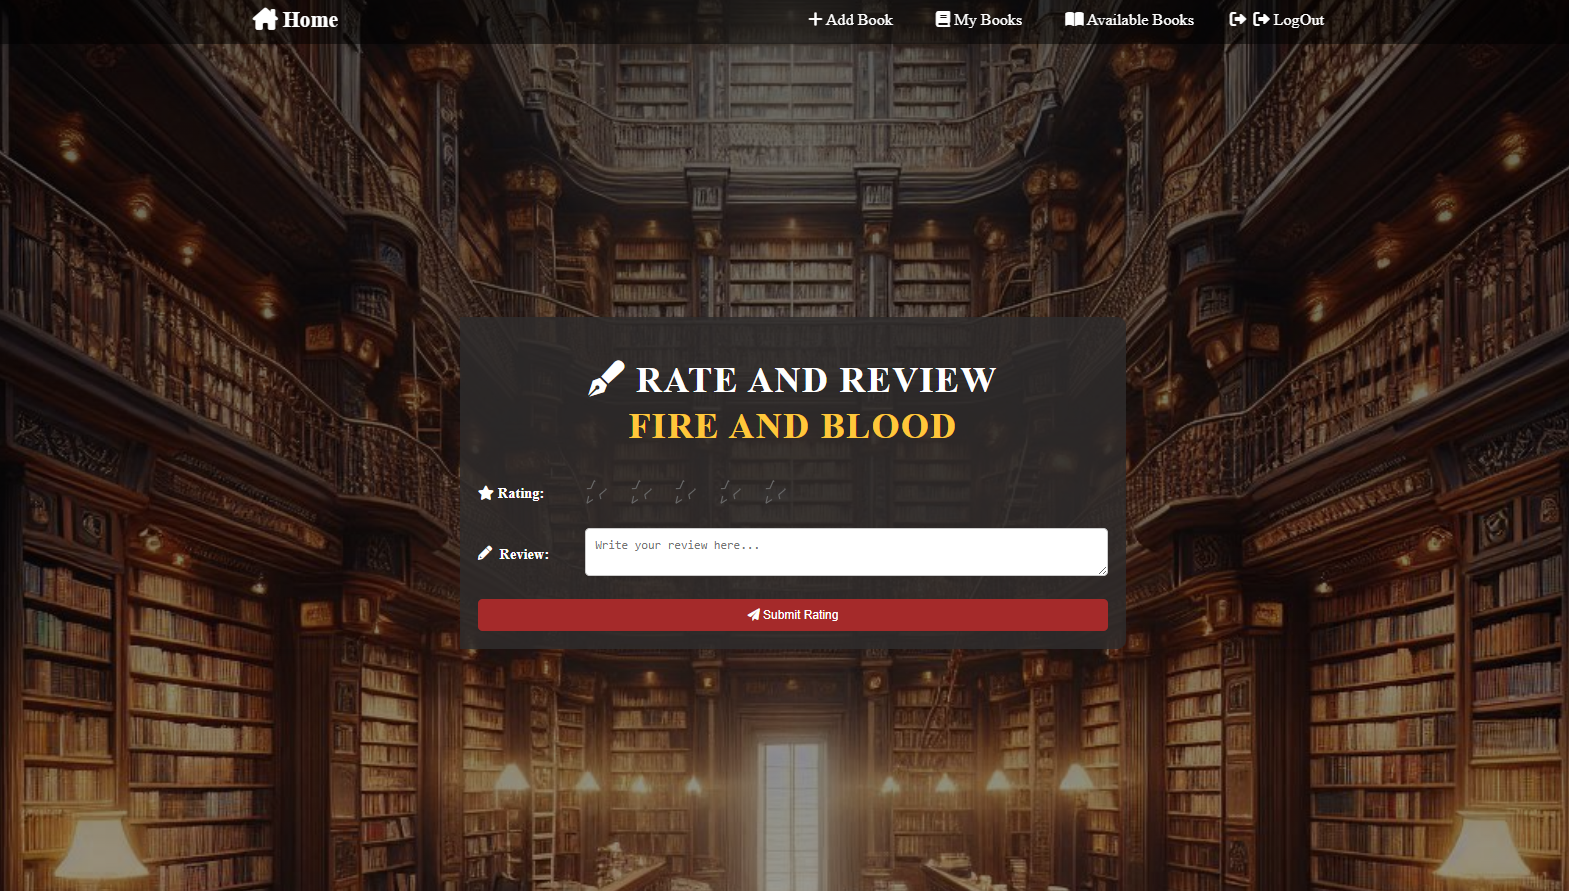 Home
Add Book
My Books
Available Books
LogOut
RATE AND REVIEW
FIRE AND BLOOD
Rating:
Review:
Write your review here...
Submit Rating